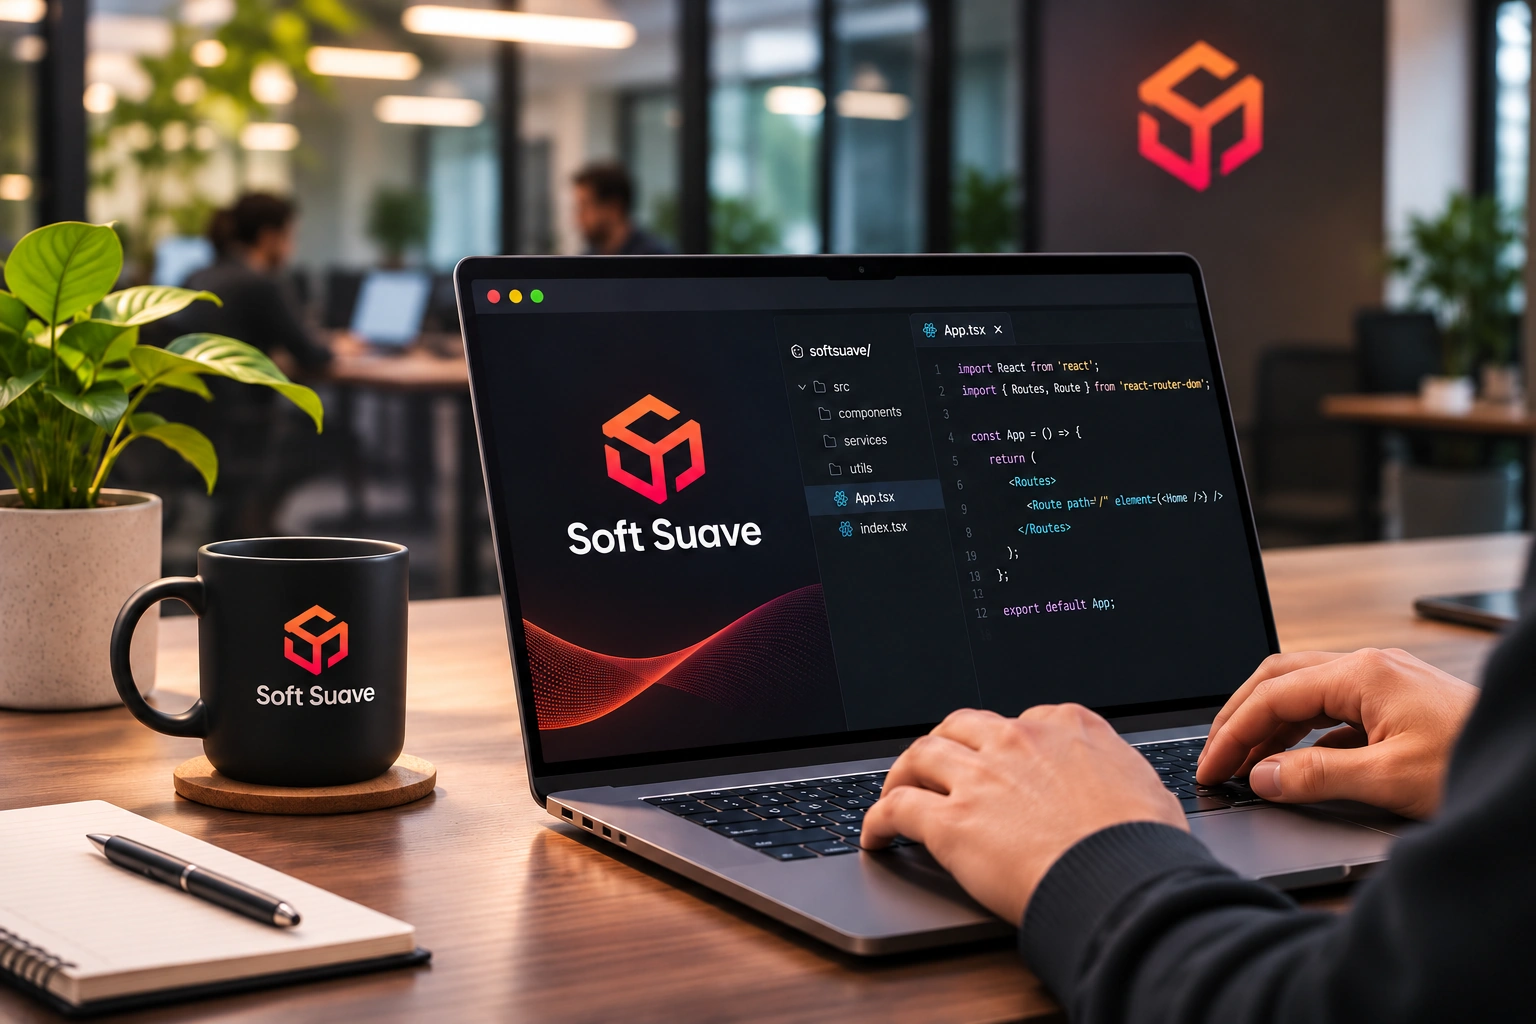 Soft Suave
softsuave/
src
components
services
utils
App.tsx
index.tsx
App.tsx ×
1 import React from 'react';
2 import { Routes, Route } from 'react-router-dom';
3
4 const App = () => {
5 return (
6 <Routes>
9 <Route path='/" element=(<Home />) />
8 </Routes>
19 );
18 };
13
12 export default App;
Soft Suave